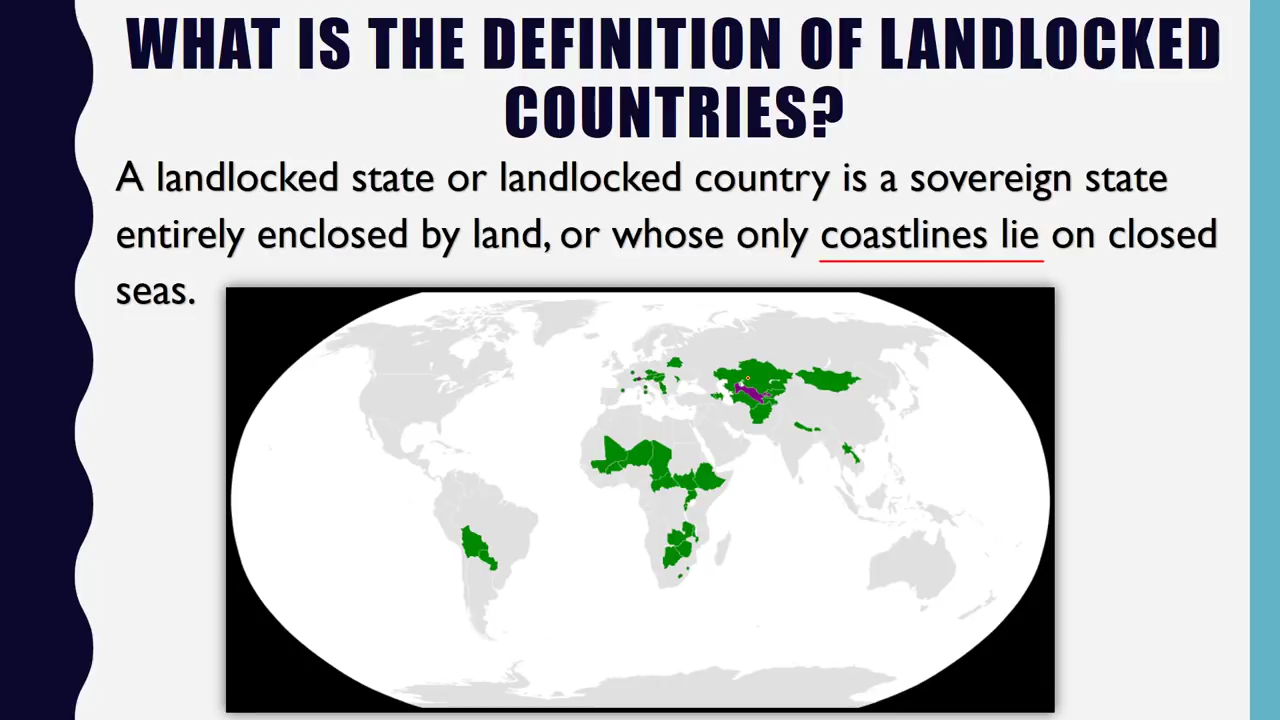 WHAT IS THE DEFINITION OF LANDLOCKED
COUNTRIES?
A landlocked state or landlocked country is a sovereign state
entirely enclosed by land, or whose only coastlines lie on closed
seas.